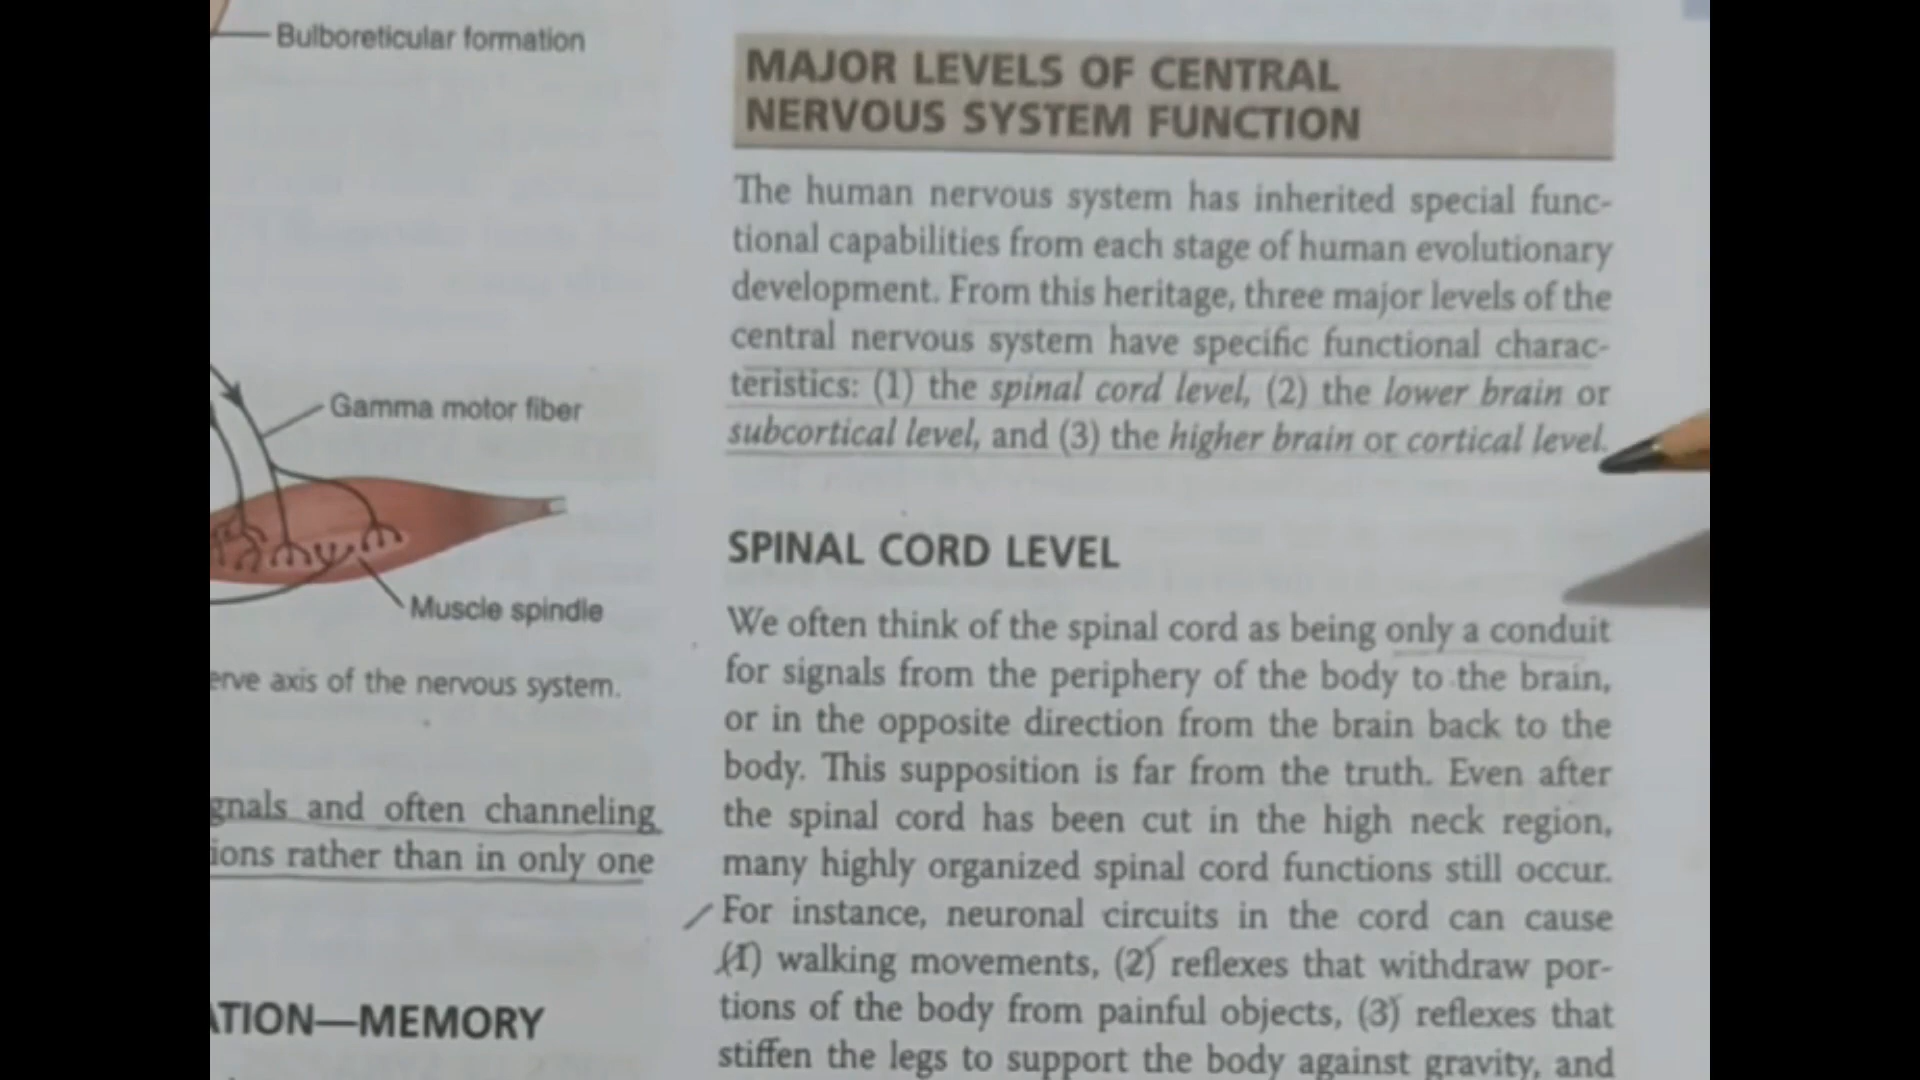 Bulboreticular formation
Gamma motor fiber
Muscle spindle
erve axis of the nervous system.
gnals and often channeling
ions rather than in only one
ATION—MEMORY
MAJOR LEVELS OF CENTRAL
NERVOUS SYSTEM FUNCTION
The human nervous system has inherited special func-
tional capabilities from each stage of human evolutionary
development. From this heritage, three major levels of the
central nervous system have specific functional charac-
teristics: (1) the spinal cord level, (2) the lower brain or
subcortical level, and (3) the higher brain or cortical level.
SPINAL CORD LEVEL
We often think of the spinal cord as being only a conduit
for signals from the periphery of the body to the brain,
or in the opposite direction from the brain back to the
body. This supposition is far from the truth. Even after
the spinal cord has been cut in the high neck region,
many highly organized spinal cord functions still occur.
For instance, neuronal circuits in the cord can cause
(1) walking movements, (2) reflexes that withdraw por-
tions of the body from painful objects, (3) reflexes that
stiffen the legs to support the body against gravity, and